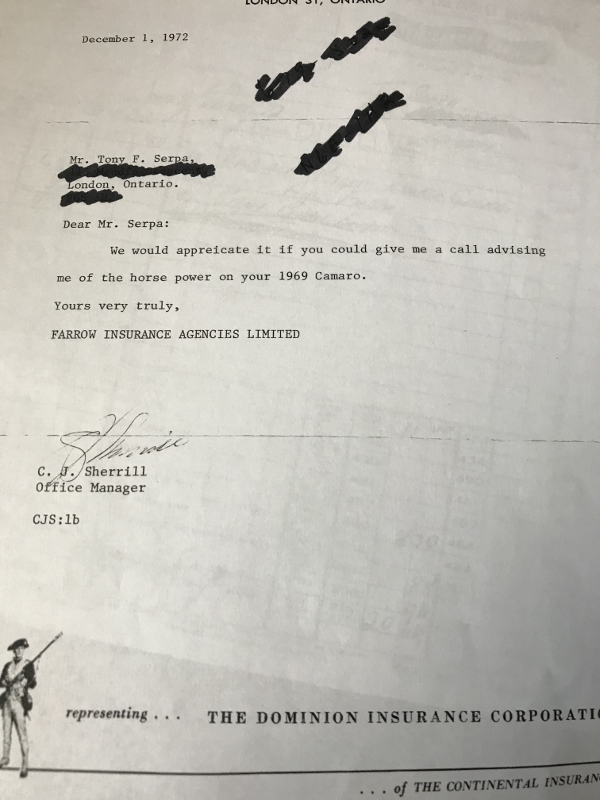 LONDON ST, ONTARIO
December 1, 1972
Mr. Tony F. Serpa,
London, Ontario.
Dear Mr. Serpa:
We would appreicate it if you could give me a call advising
me of the horse power on your 1969 Camaro.
Yours very truly,
FARROW INSURANCE AGENCIES LIMITED
C. J. Sherrill
Office Manager
CJS:lb
representing . . . THE DOMINION INSURANCE CORPORATIO
. . . of THE CONTINENTAL INSURAN